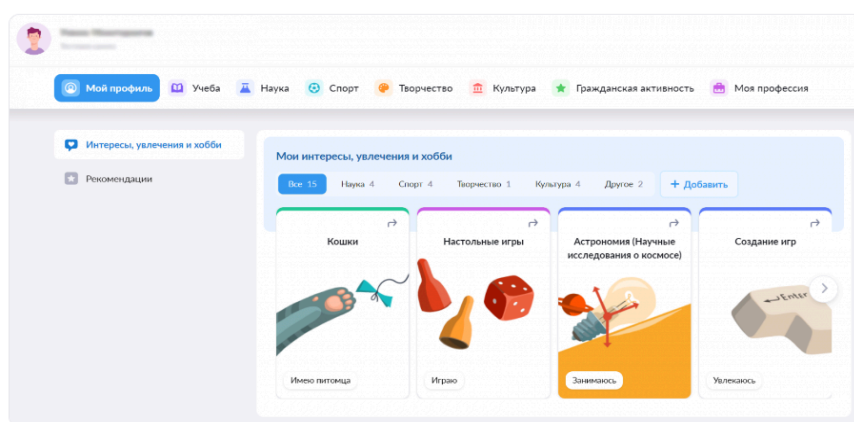 Мой профиль
Учеба
Наука
Спорт
Творчество
Культура
Гражданская активность
Моя профессия
Интересы, увлечения и хобби
Рекомендации
Мои интересы, увлечения и хобби
Все 15
Наука 4
Спорт 4
Творчество 1
Культура 4
Другое 2
+ Добавить
Кошки
Имею питомца
Настольные игры
Играю
Астрономия (Научные
исследования о космосе)
Занимаюсь
Создание игр
Enter
Увлекаюсь